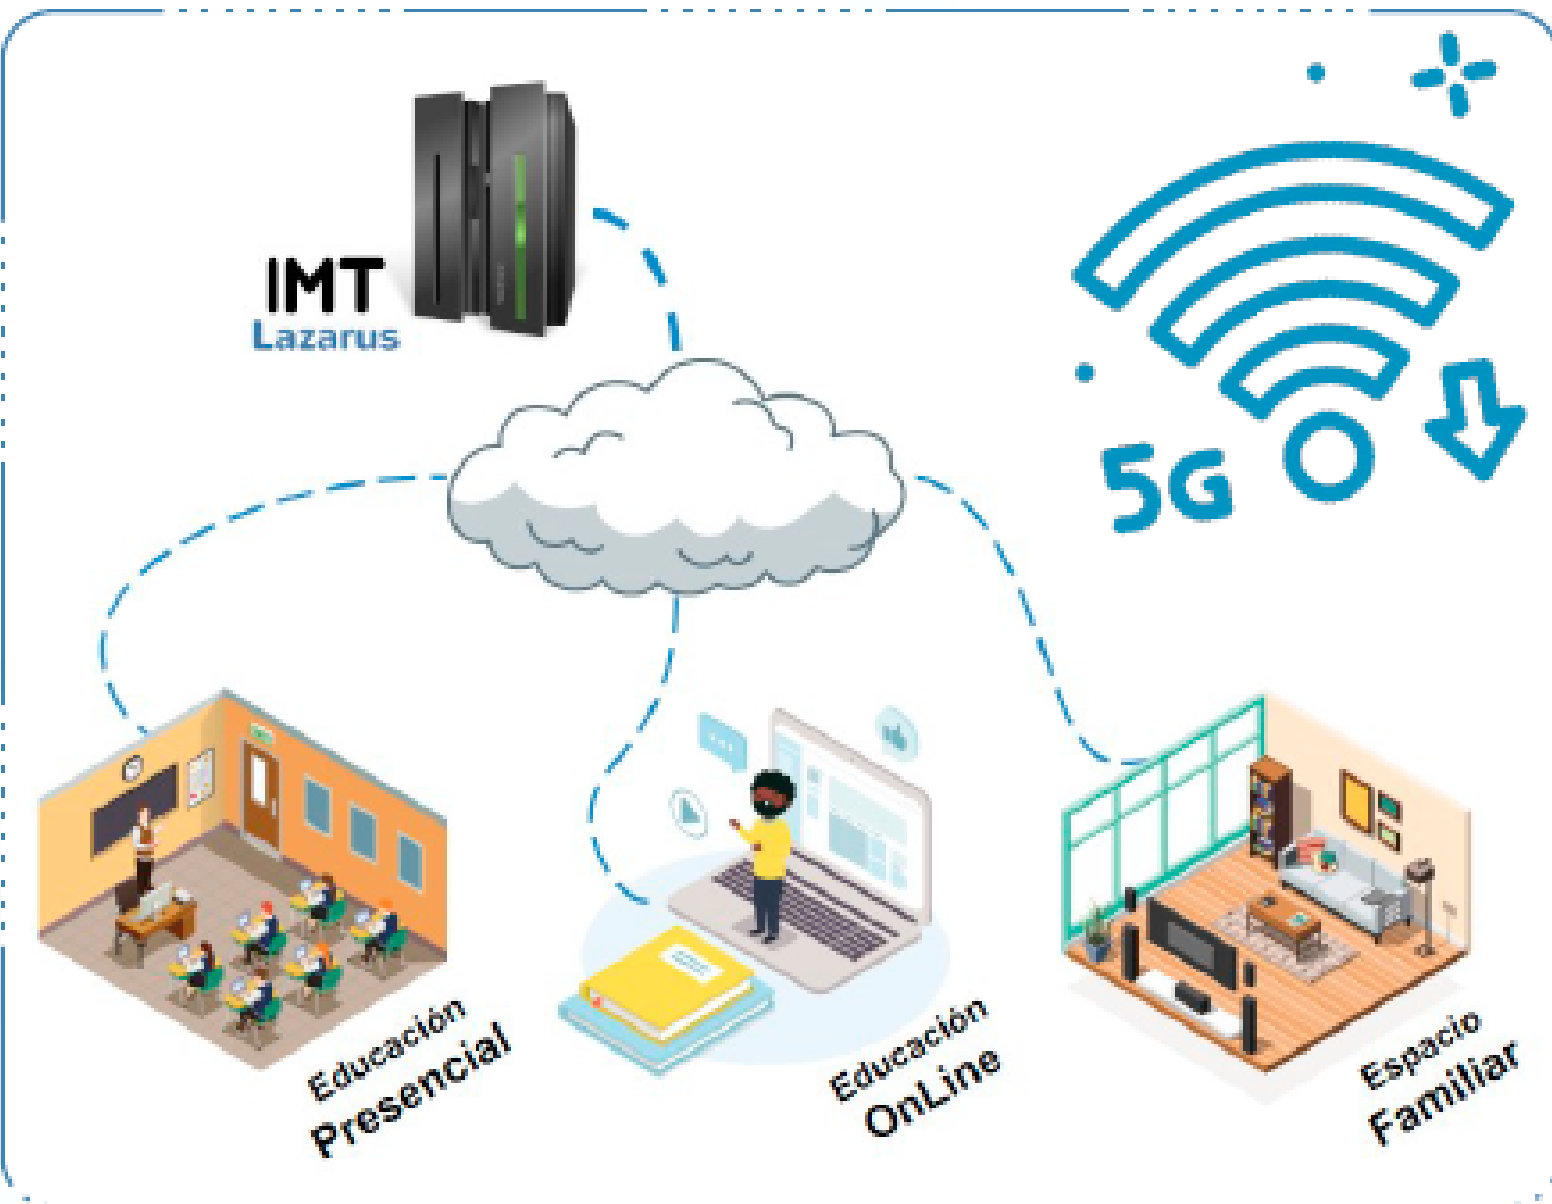 IMT
Lazarus
5G
Educación
Presencial
Educación
OnLine
Espacio
Familiar